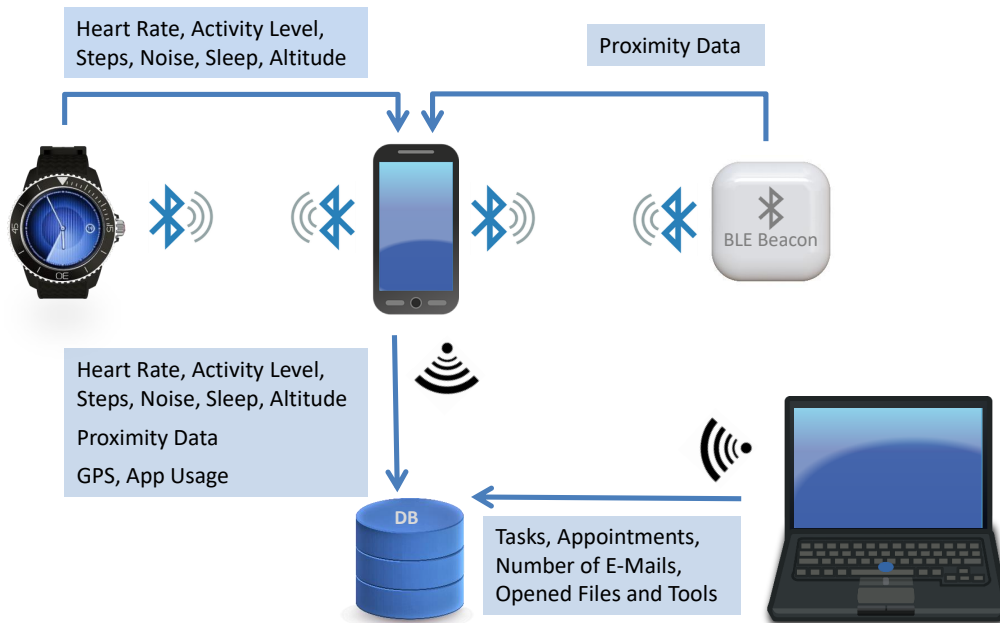 Heart Rate, Activity Level,
Steps, Noise, Sleep, Altitude
Proximity Data
BLE Beacon
Heart Rate, Activity Level,
Steps, Noise, Sleep, Altitude
Proximity Data
GPS, App Usage
DB
Tasks, Appointments,
Number of E-Mails,
Opened Files and Tools